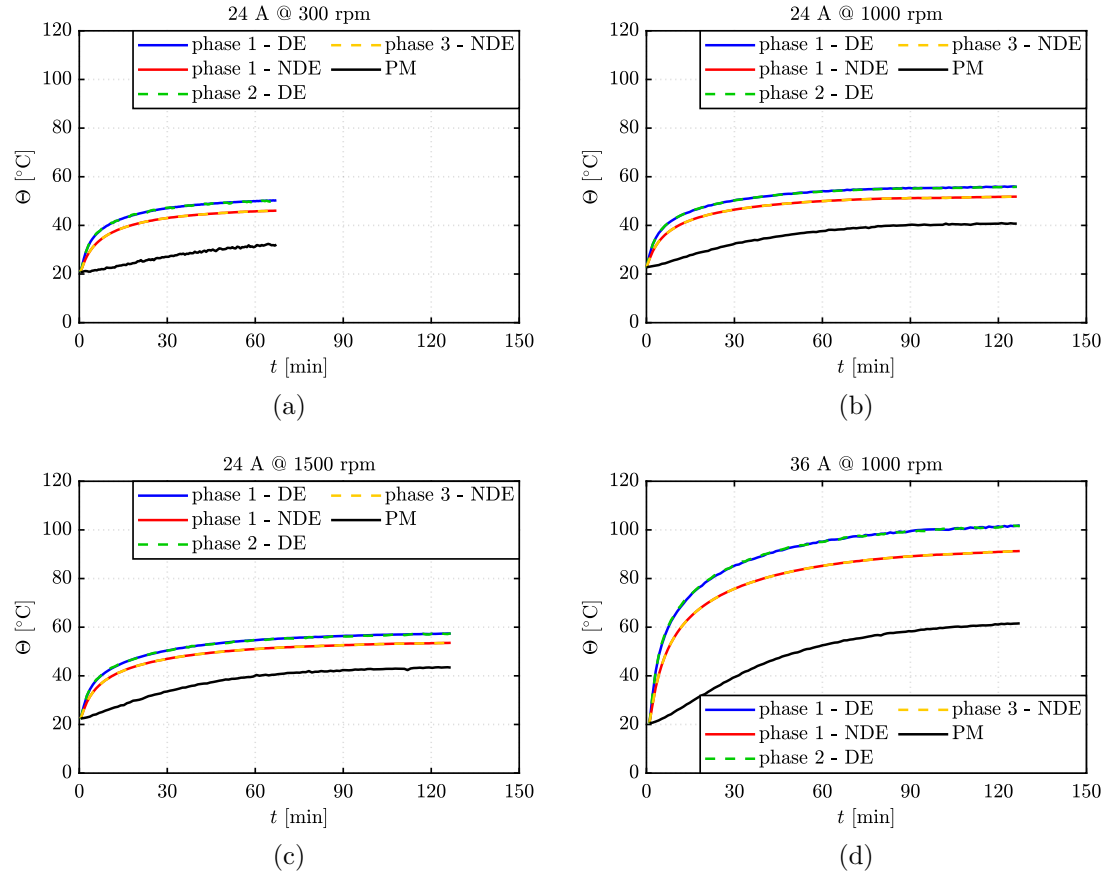 24 A @ 300 rpm
120
100
80
60
40
20
0
Θ [°C]
phase 1 - DE
phase 3 - NDE
phase 1 - NDE
PM
phase 2 - DE
0 30 60 90 120 150
t [min]
(a)
24 A @ 1000 rpm
120
100
80
60
40
20
0
Θ [°C]
phase 1 - DE
phase 3 - NDE
phase 1 - NDE
PM
phase 2 - DE
0 30 60 90 120 150
t [min]
(b)
24 A @ 1500 rpm
120
100
80
60
40
20
0
Θ [°C]
phase 1 - DE
phase 3 - NDE
phase 1 - NDE
PM
phase 2 - DE
0 30 60 90 120 150
t [min]
(c)
36 A @ 1000 rpm
120
100
80
60
40
20
0
Θ [°C]
phase 1 - DE
phase 3 - NDE
phase 1 - NDE
PM
phase 2 - DE
0 30 60 90 120 150
t [min]
(d)